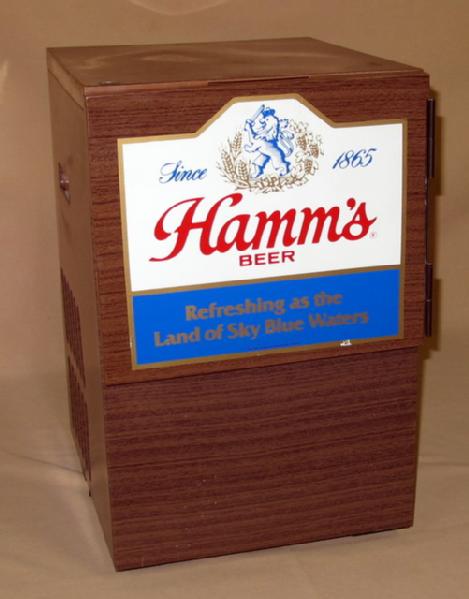 Since 1865
Hamm's
BEER
Refreshing as the
Land of Sky Blue Waters